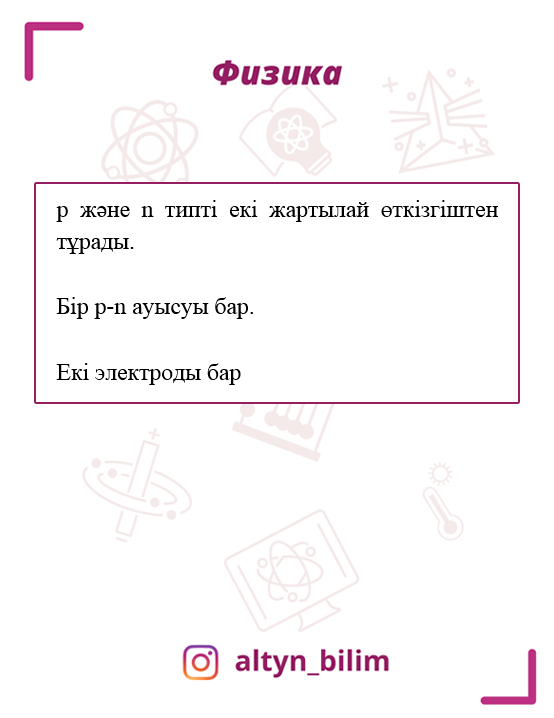 Физика
р және n типті екі жартылай өткізгіштен
тұрады.
Бір p-n ауысуы бар.
Екі электроды бар
altyn_bilim